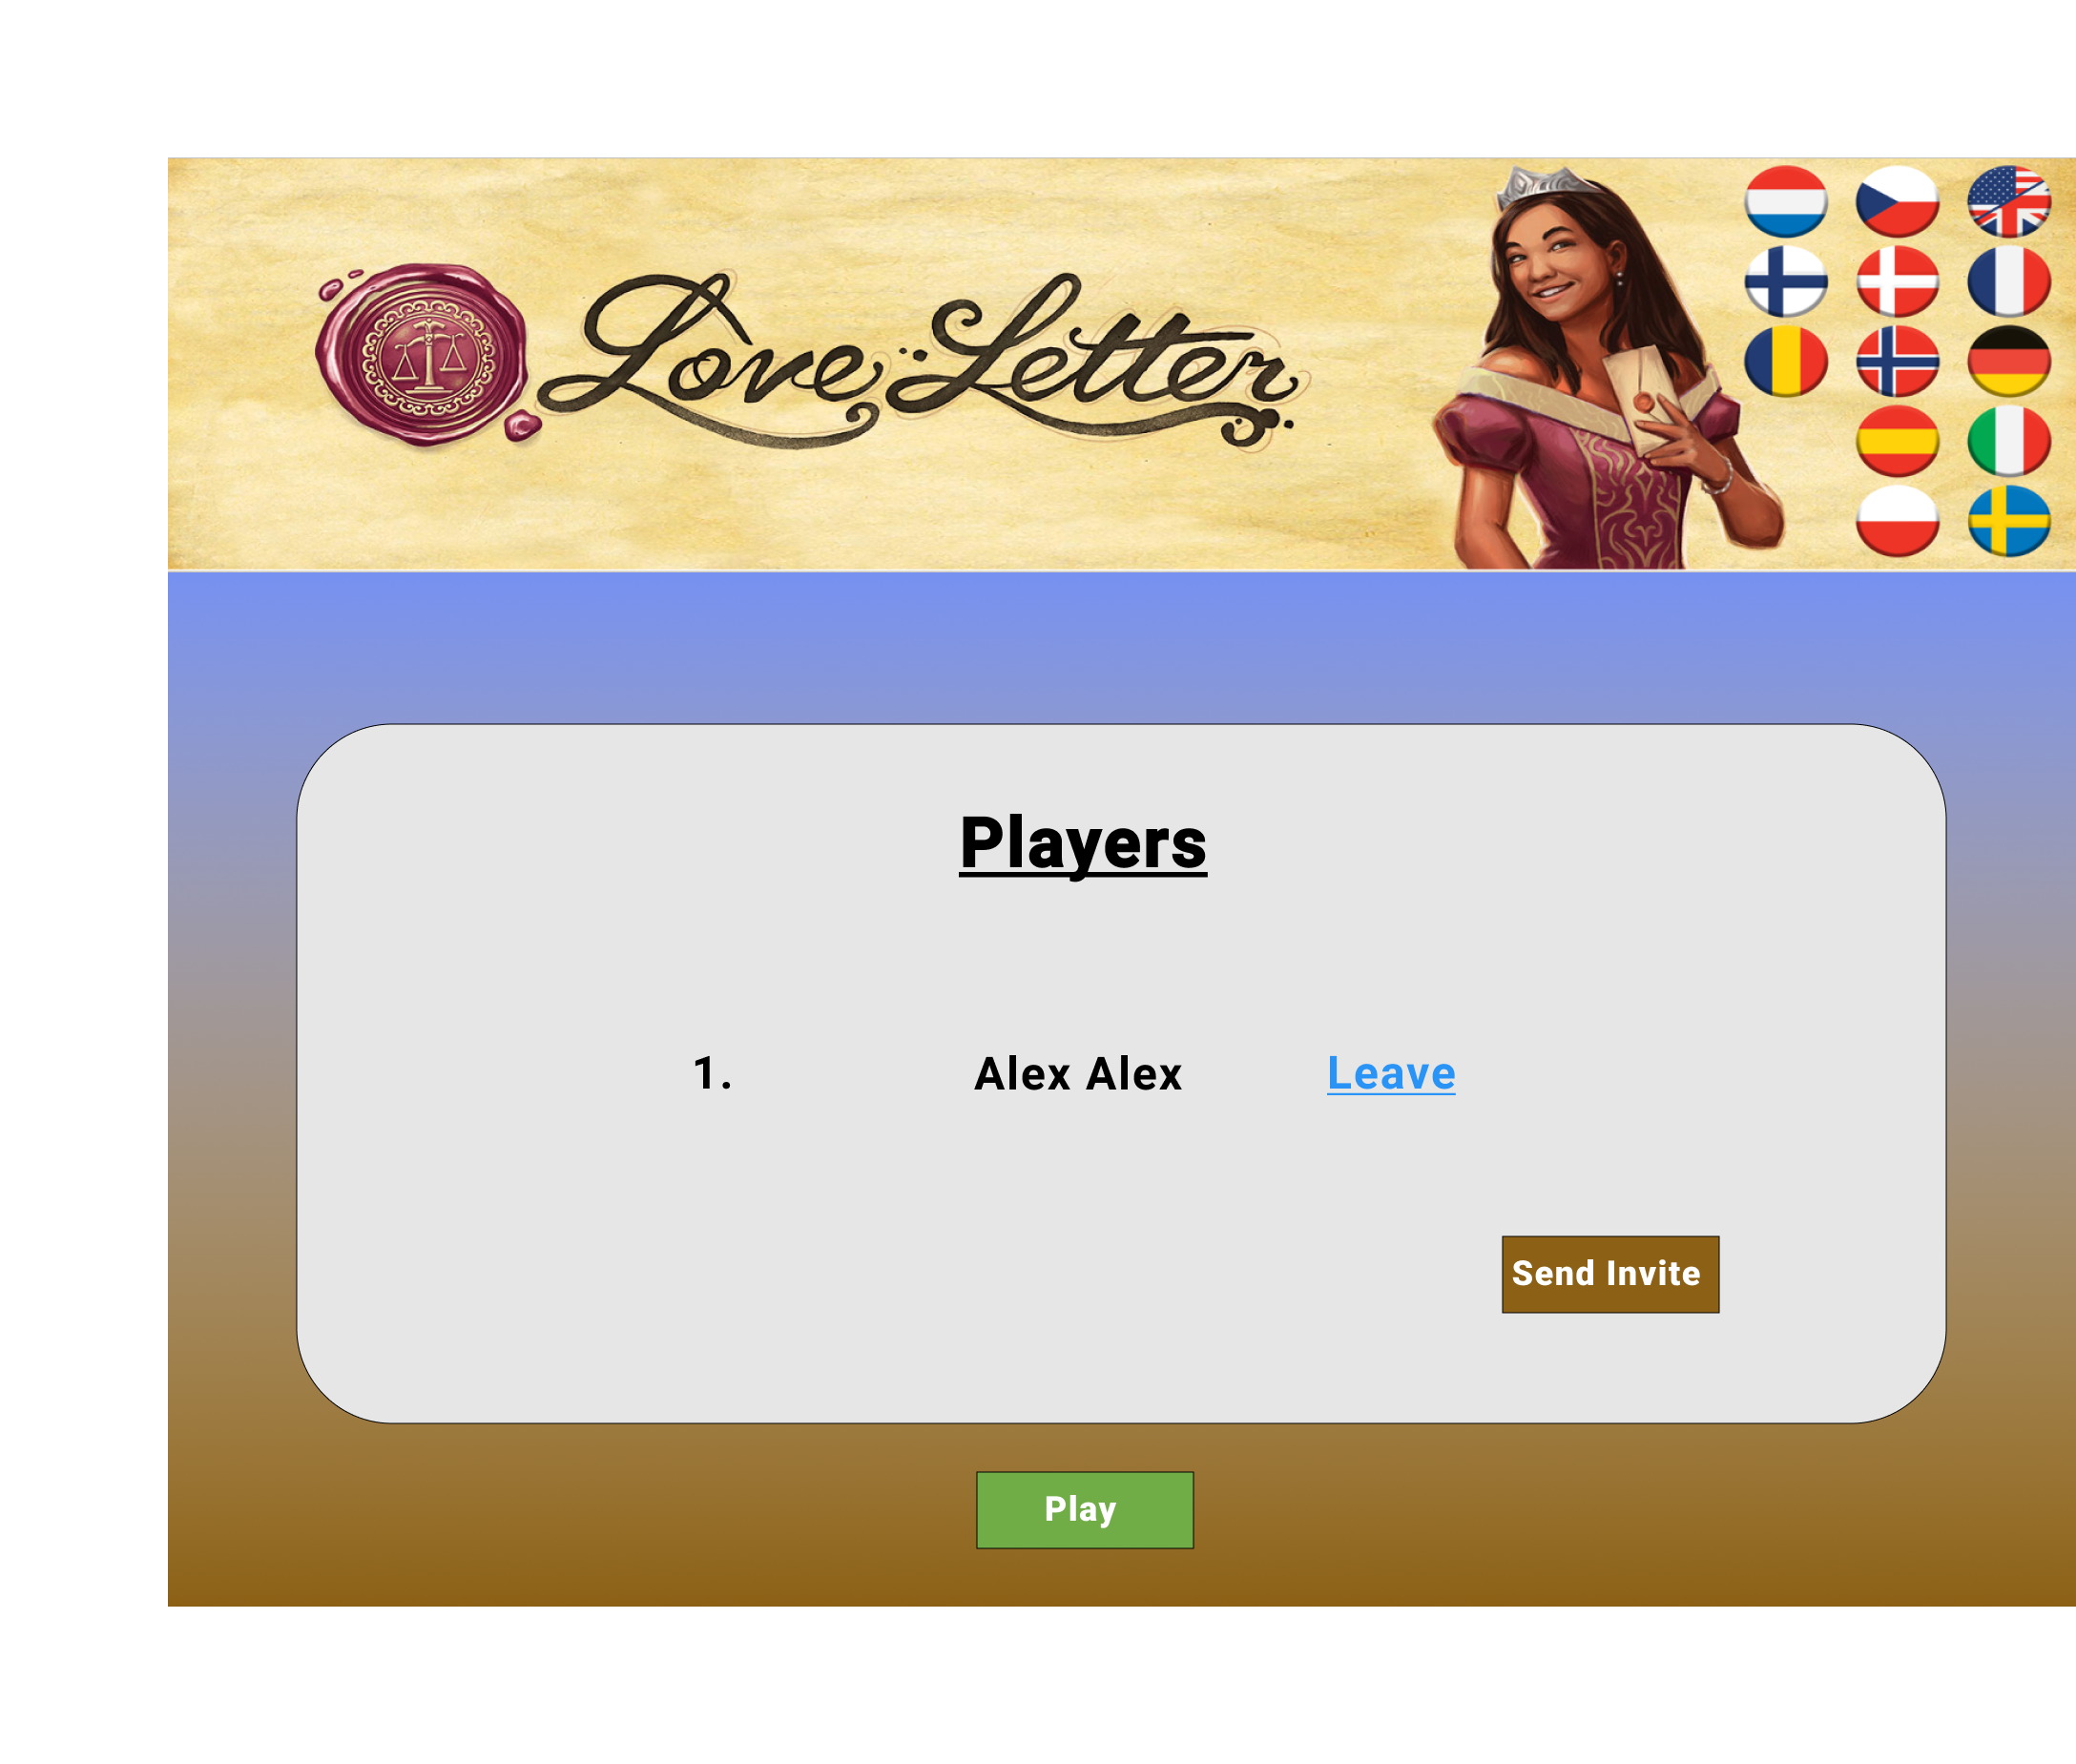 Love Letter
Players
1. Alex Alex Leave
Send Invite
Play